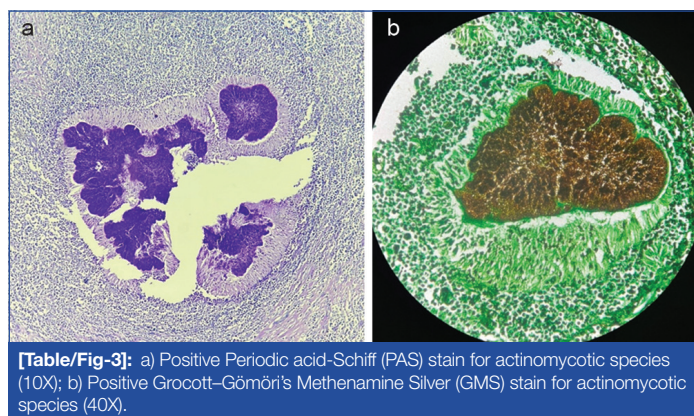 a
b
[Table/Fig-3]: a) Positive Periodic acid-Schiff (PAS) stain for actinomycotic species
(10X); b) Positive Grocott–Gömöri’s Methenamine Silver (GMS) stain for actinomycotic
species (40X).